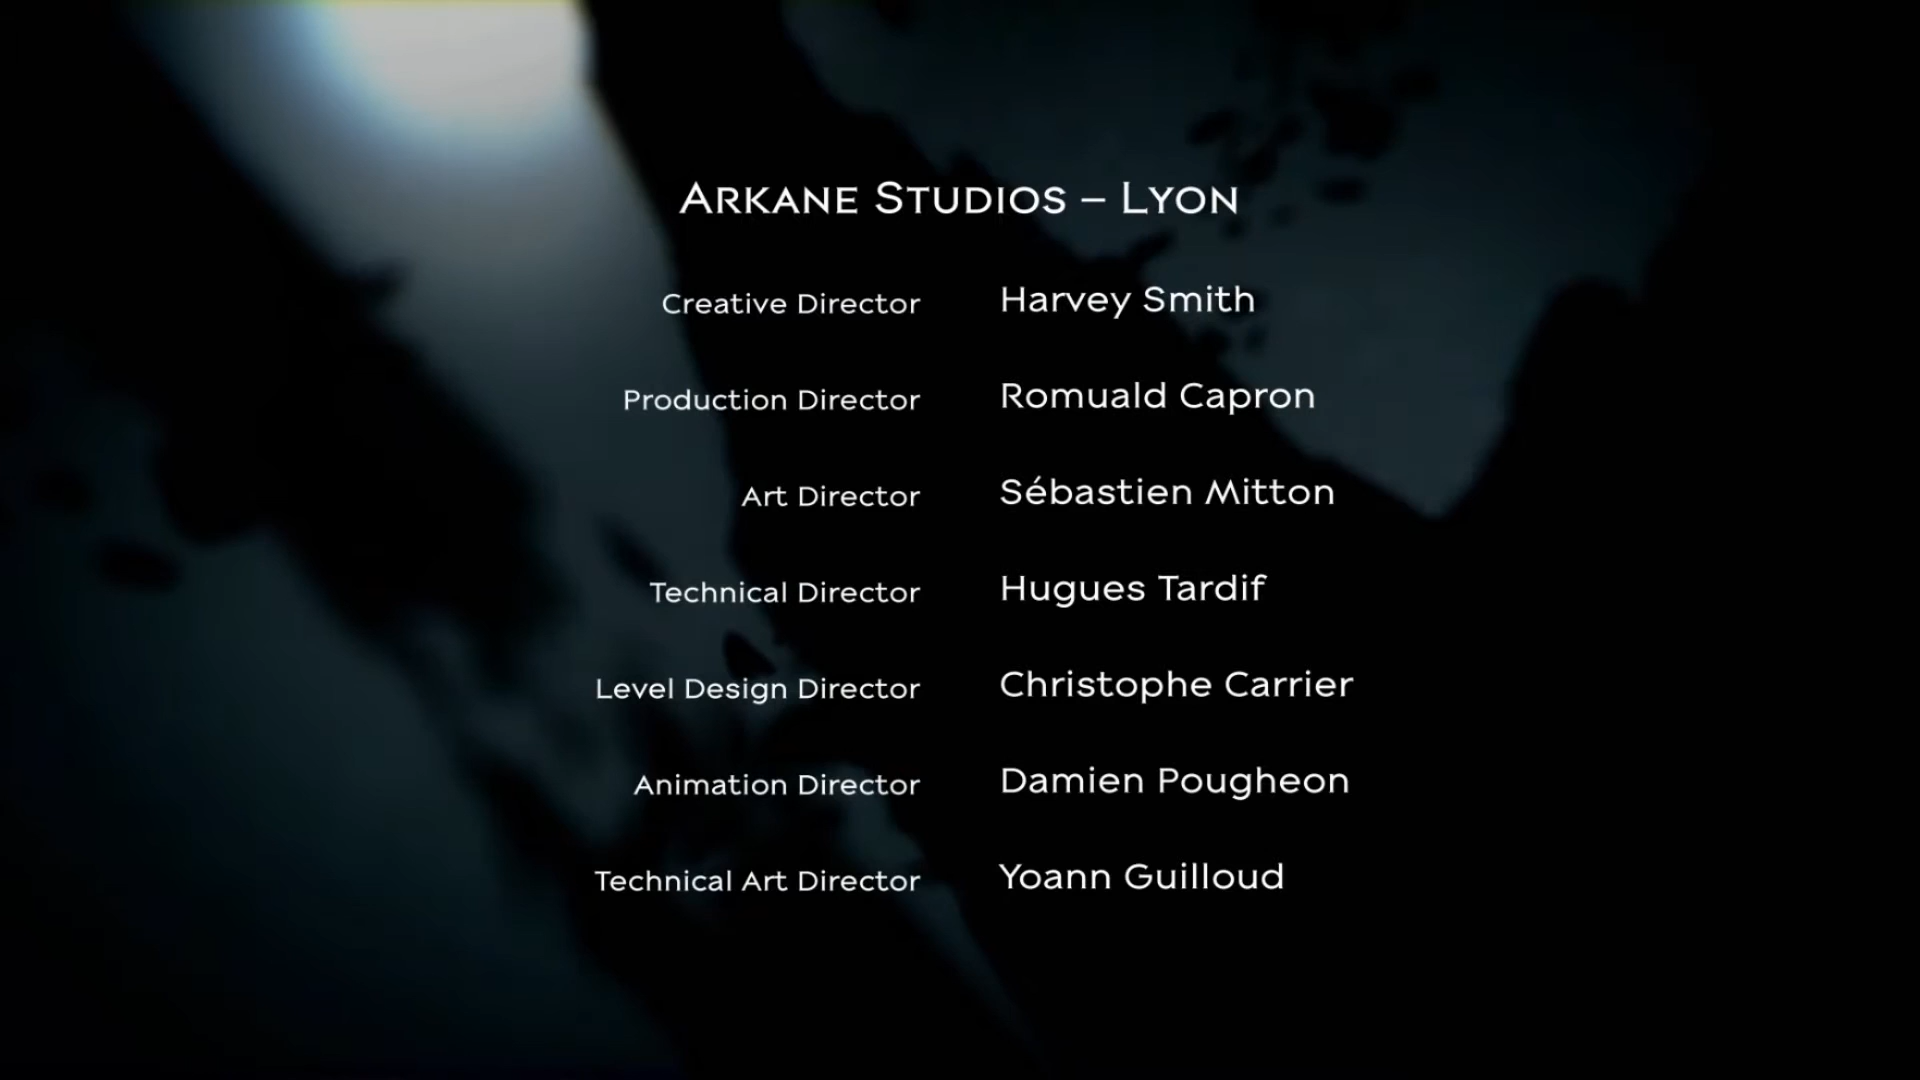 Arkane Studios – Lyon
Creative Director Harvey Smith
Production Director Romuald Capron
Art Director Sébastien Mitton
Technical Director Hugues Tardif
Level Design Director Christophe Carrier
Animation Director Damien Pougheon
Technical Art Director Yoann Guilloud